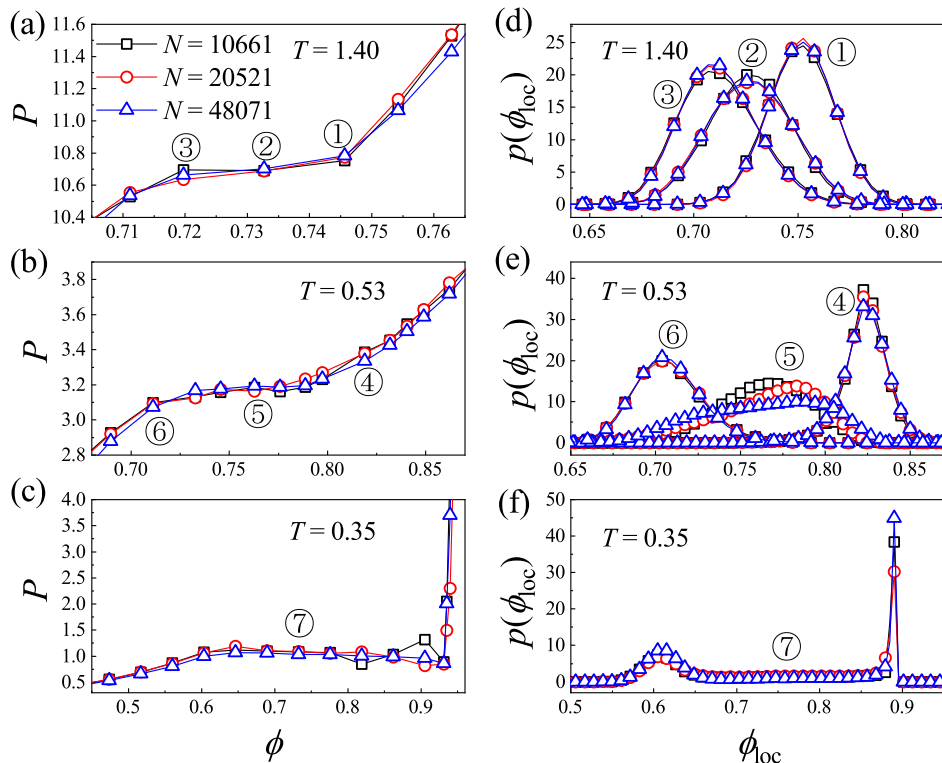 (a)
11.6
11.4
11.2
11.0
10.8
10.6
10.4
P
N = 10661
N = 20521
N = 48071
T = 1.40
③
②
①
0.71 0.72 0.73 0.74 0.75 0.76
(d)
25
20
15
10
5
0
p(ϕloc)
T = 1.40
③
②
①
0.65 0.70 0.75 0.80
(b)
3.8
3.6
3.4
3.2
3.0
2.8
P
T = 0.53
⑥
⑤
④
0.70 0.75 0.80 0.85
(e)
40
30
20
10
0
p(ϕloc)
T = 0.53
⑥
⑤
④
0.65 0.70 0.75 0.80 0.85
(c)
4.0
3.5
3.0
2.5
2.0
1.5
1.0
0.5
P
T = 0.35
⑦
0.5 0.6 0.7 0.8 0.9
ϕ
(f)
50
40
30
20
10
0
p(ϕloc)
T = 0.35
⑦
0.5 0.6 0.7 0.8 0.9
ϕloc